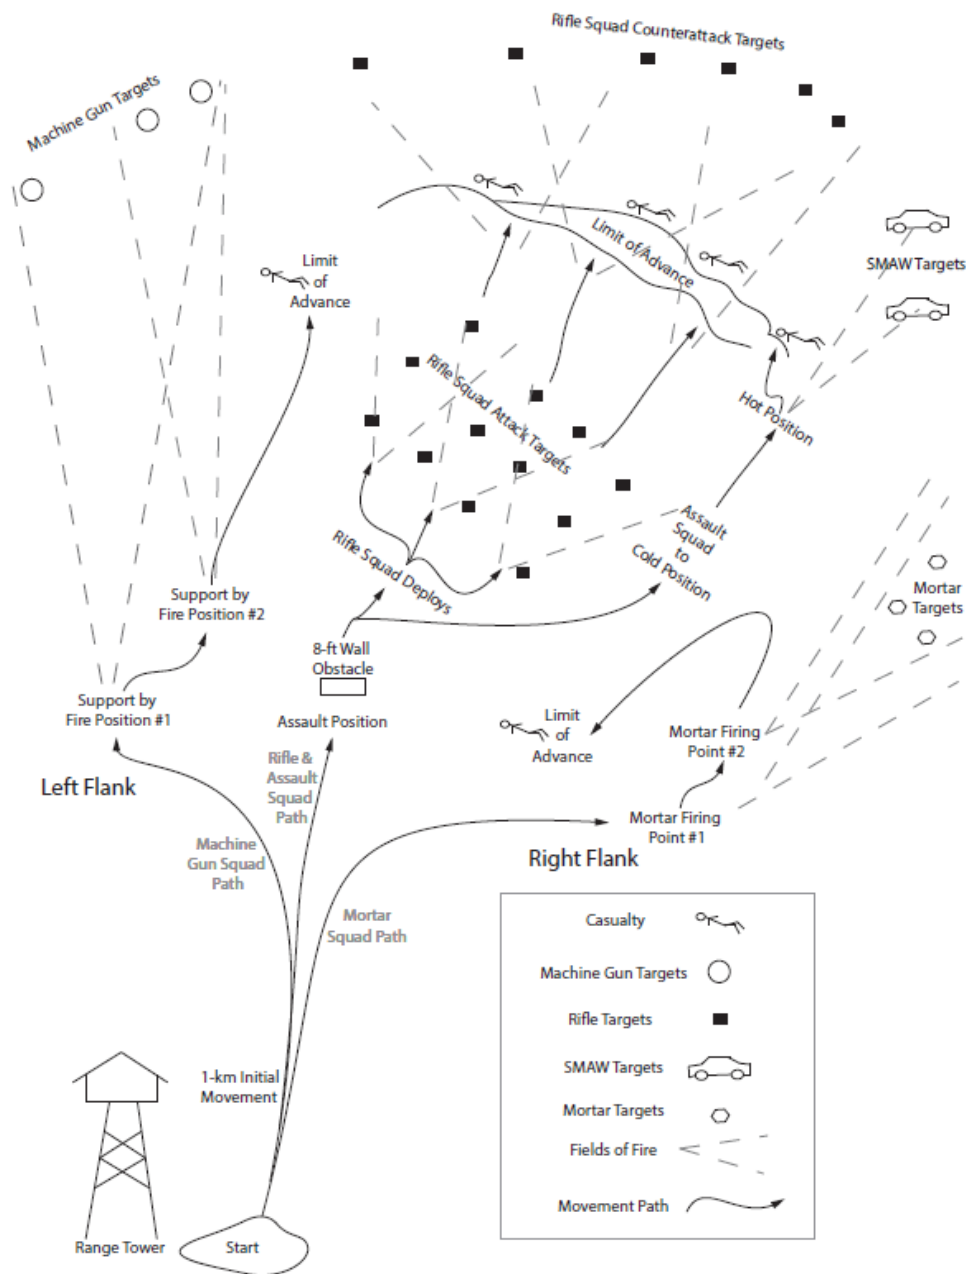 Rifle Squad Counterattack Targets
Machine Gun Targets
Limit of Advance
SMAW Targets
Limit
of
Advance
Rifle Squad Attack Targets
Hot Position
Assault
Squad
to
Cold Position
Rifle Squad Deploys
Mortar
Targets
Support by
Fire Position #2
8-ft Wall
Obstacle
Support by
Fire Position #1
Assault Position
Limit
of
Advance
Mortar Firing
Point #2
Left Flank
Rifle &
Assault
Squad
Path
Mortar Firing
Point #1
Machine
Gun Squad
Path
Right Flank
Mortar
Squad Path
Casualty
Machine Gun Targets
Rifle Targets
SMAW Targets
Mortar Targets
Fields of Fire
Movement Path
1-km Initial
Movement
Range Tower
Start